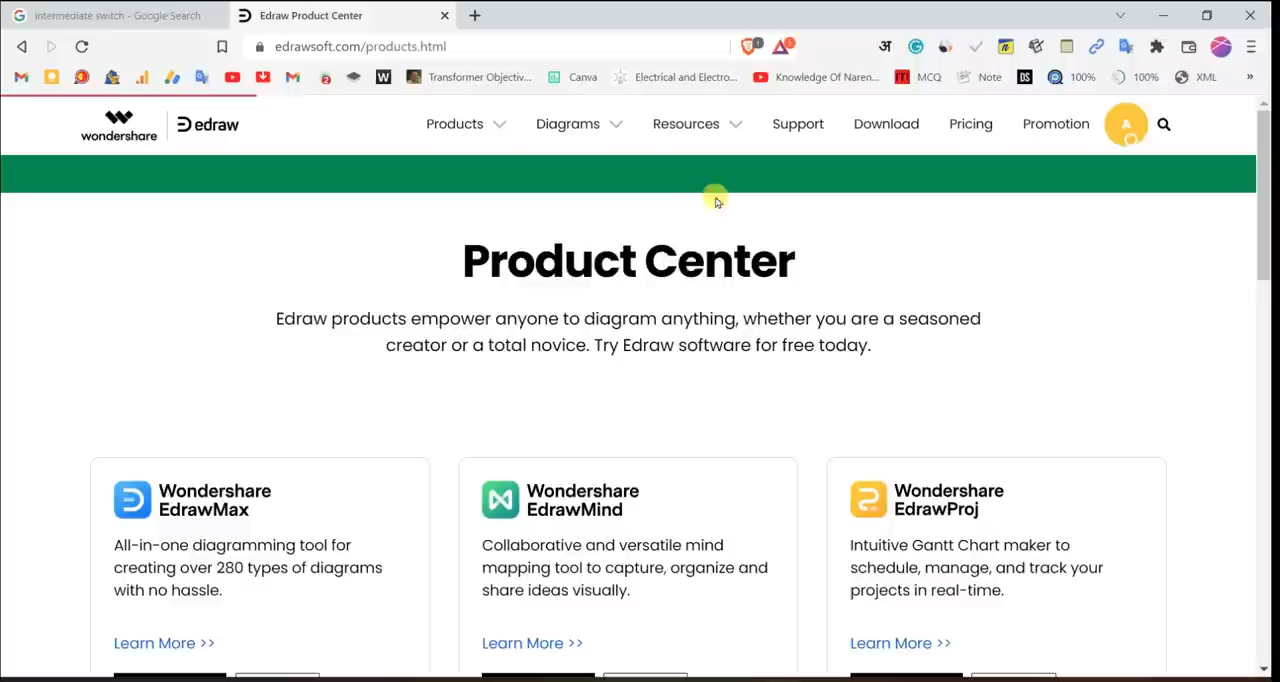 intermediate switch - Google Search
Edraw Product Center
edrawsoft.com/products.html
1
अ
Transformer Objectiv...
Canva
Electrical and Electro...
Knowledge Of Naren...
ITI MCQ
Note
DS
100%
100%
XML
»
wondershare
edraw
Products
Diagrams
Resources
Support
Download
Pricing
Promotion
A
Product Center
Edraw products empower anyone to diagram anything, whether you are a seasoned
creator or a total novice. Try Edraw software for free today.
Wondershare
EdrawMax
All-in-one diagramming tool for
creating over 280 types of diagrams
with no hassle.
Learn More >>
Wondershare
EdrawMind
Collaborative and versatile mind
mapping tool to capture, organize and
share ideas visually.
Learn More >>
Wondershare
EdrawProj
Intuitive Gantt Chart maker to
schedule, manage, and track your
projects in real-time.
Learn More >>